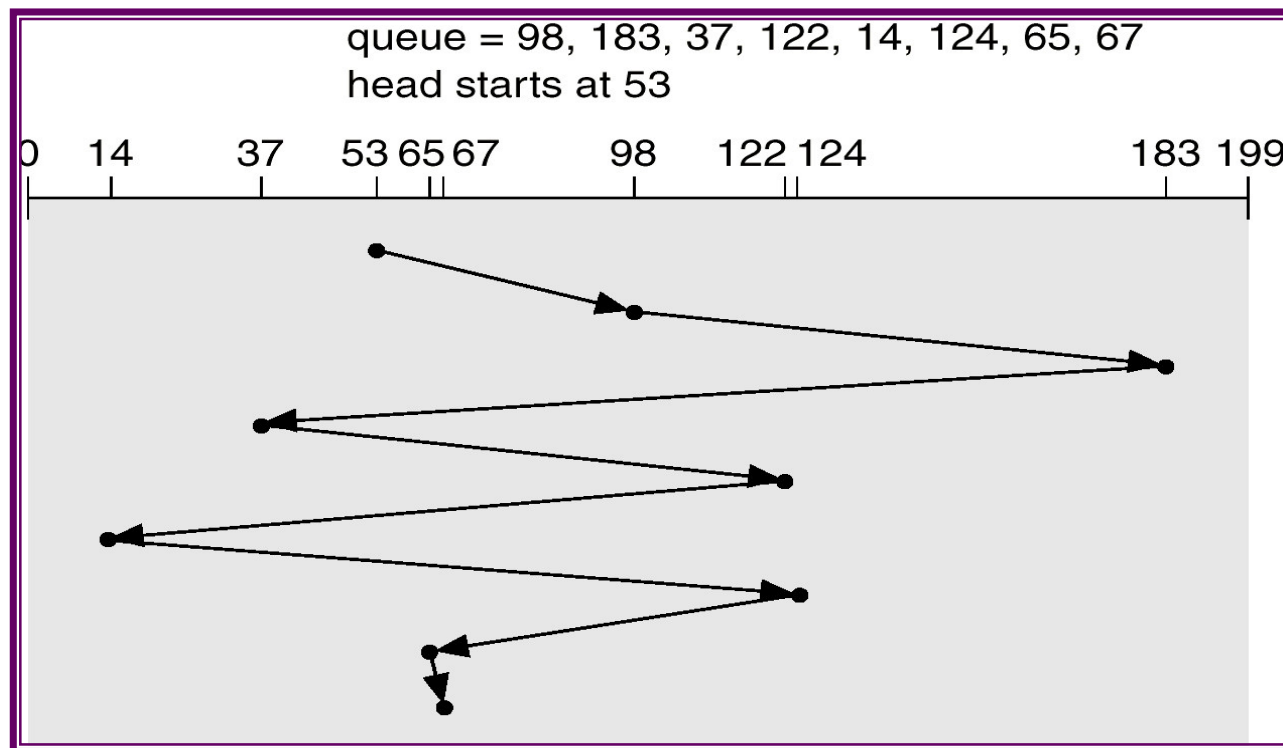 queue = 98, 183, 37, 122, 14, 124, 65, 67
head starts at 53
0 14 37 53 65 67 98 122 124 183 199